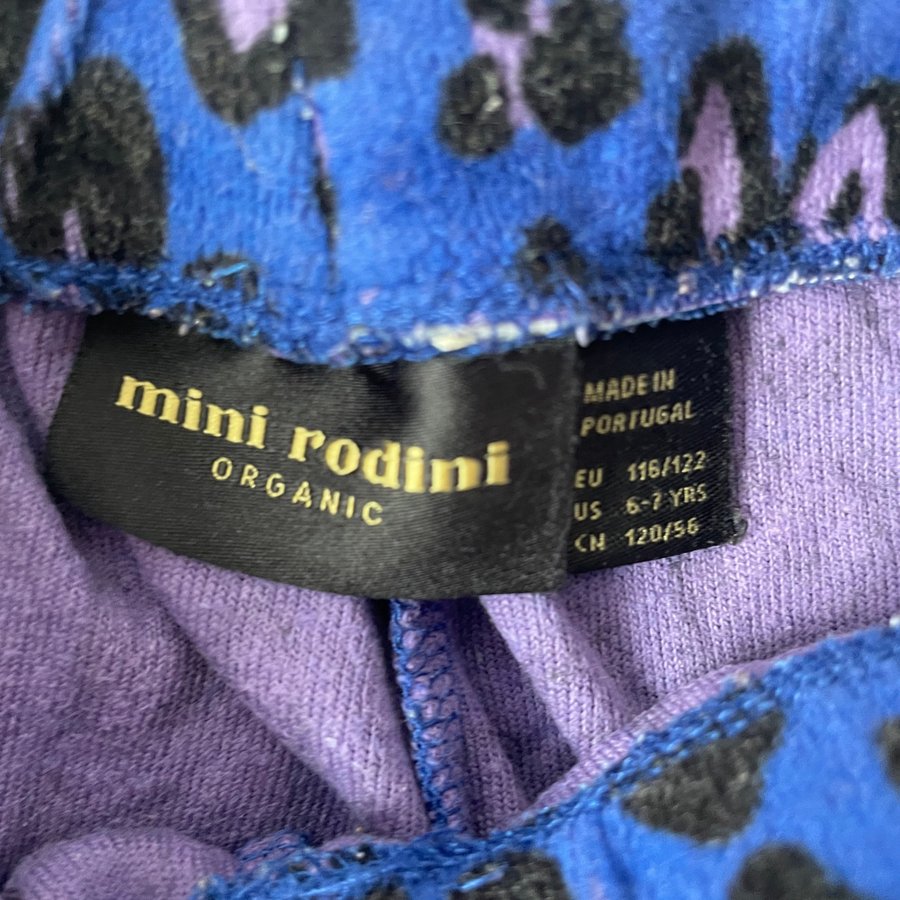 mini rodini
ORGANIC
MADE IN
PORTUGAL
EU 116/122
US 6-7 YRS
CN 120/56